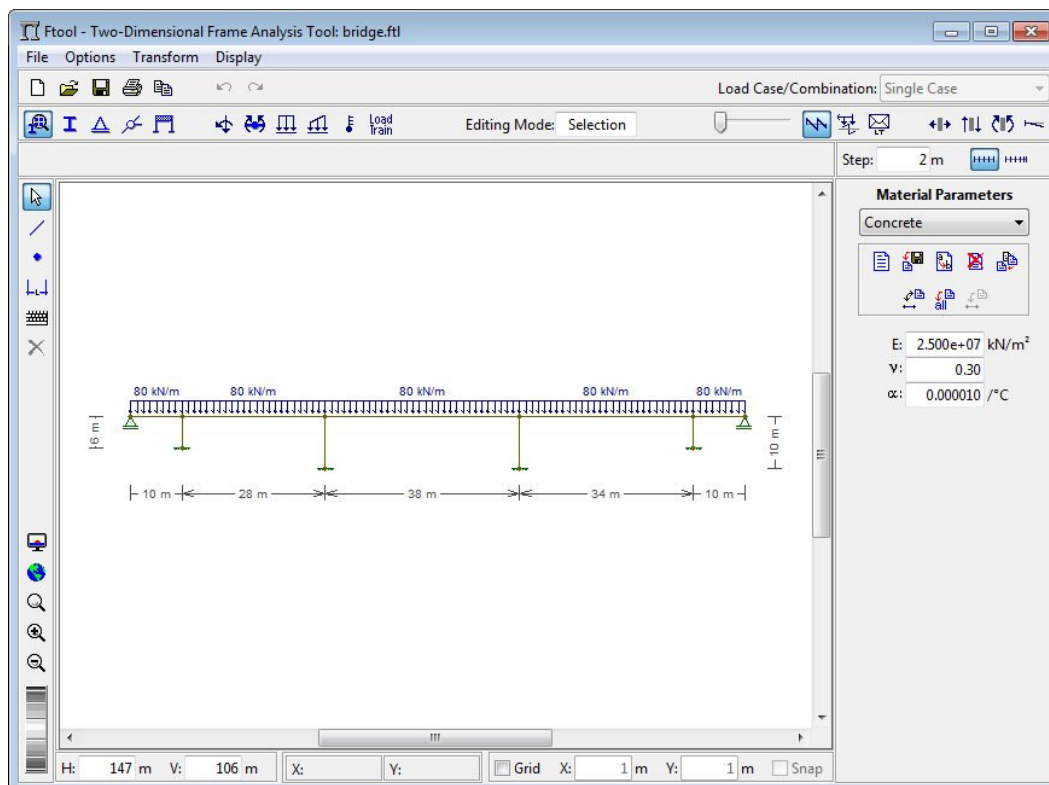 Ftool - Two-Dimensional Frame Analysis Tool: bridge.ftl
File Options Transform Display
Load Case/Combination: Single Case
Load Train Editing Mode: Selection
Step: 2 m
Material Parameters
Concrete
all
E: 2.500e+07 kN/m²
ν: 0.30
α: 0.000010 /°C
80 kN/m 80 kN/m 80 kN/m 80 kN/m 80 kN/m
6 m 10 m
10 m 28 m 38 m 34 m 10 m
H: 147 m V: 106 m X: Y: Grid X: 1 m Y: 1 m Snap